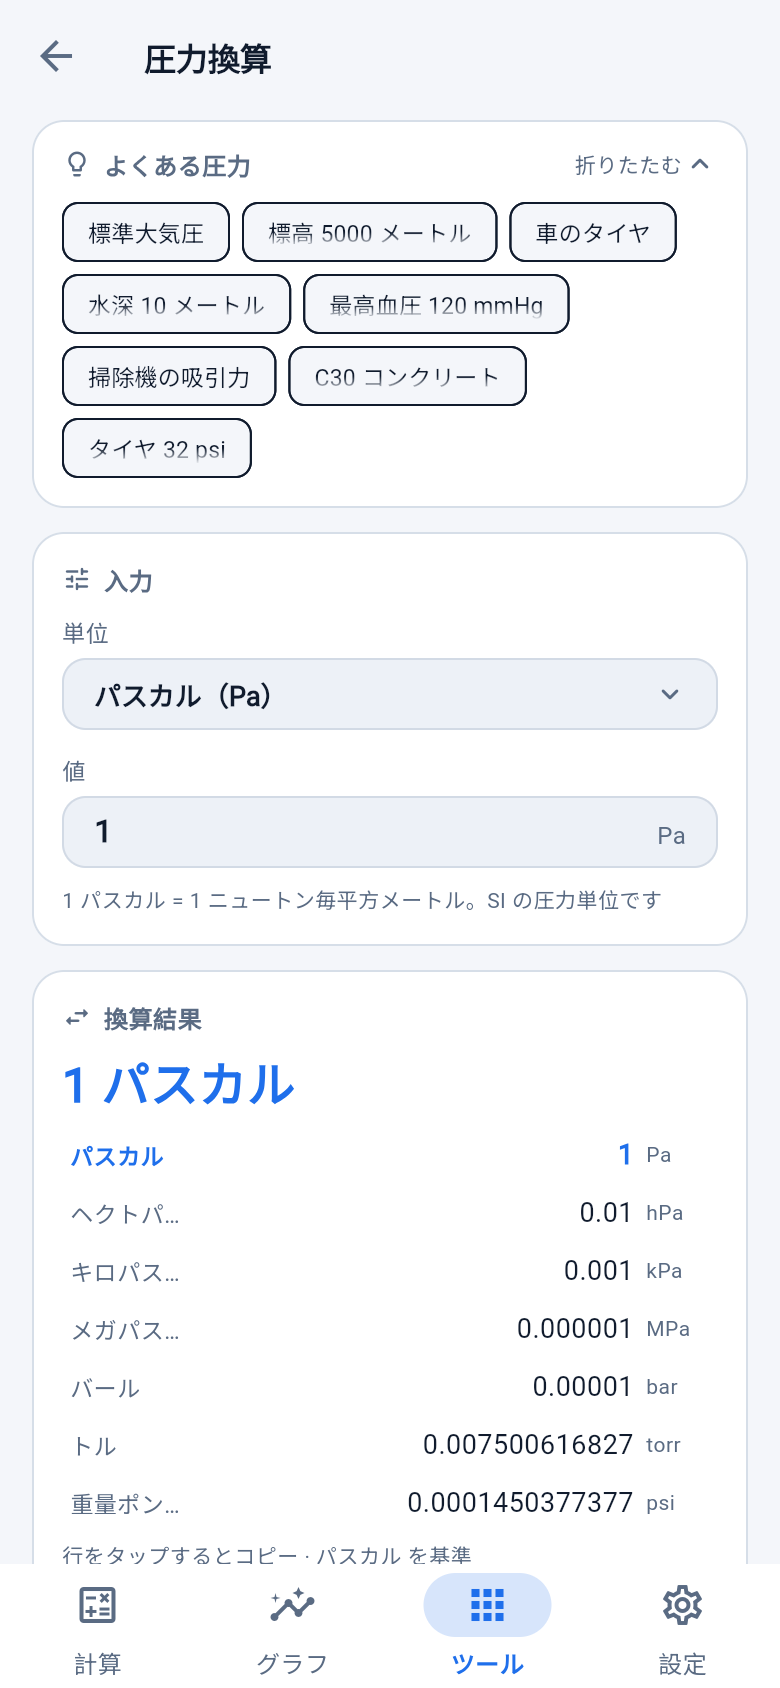 圧力換算
よくある圧力
折りたたむ
標準大気圧
標高 5000 メートル
車のタイヤ
水深 10 メートル
最高血圧 120 mmHg
掃除機の吸引力
C30 コンクリート
タイヤ 32 psi
入力
単位
パスカル（Pa）
値
1 Pa
1 パスカル = 1 ニュートン毎平方メートル。SI の圧力単位です
換算結果
1 パスカル
パスカル 1 Pa
ヘクトパ... 0.01 hPa
キロパス... 0.001 kPa
メガパス... 0.000001 MPa
バール 0.00001 bar
トル 0.007500616827 torr
重量ポン... 0.0001450377377 psi
行をタップするとコピー · パスカル を基準
計算
グラフ
ツール
設定